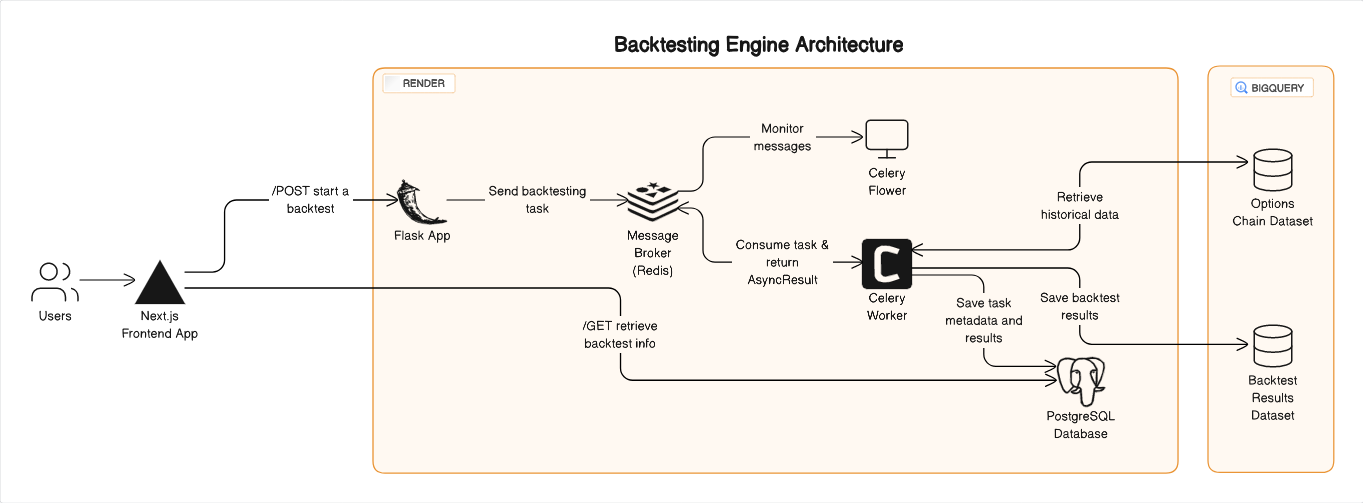 Backtesting Engine Architecture
RENDER
BIGQUERY
Monitor
messages
Celery
Flower
/POST start a
backtest
Send backtesting
task
Flask App
Message
Broker
(Redis)
Retrieve
historical data
Options
Chain Dataset
Consume task &
return
AsyncResult
C
Celery
Worker
Users
Next.js
Frontend App
/GET retrieve
backtest info
Save task
metadata and
results
Save backtest
results
PostgreSQL
Database
Backtest
Results
Dataset